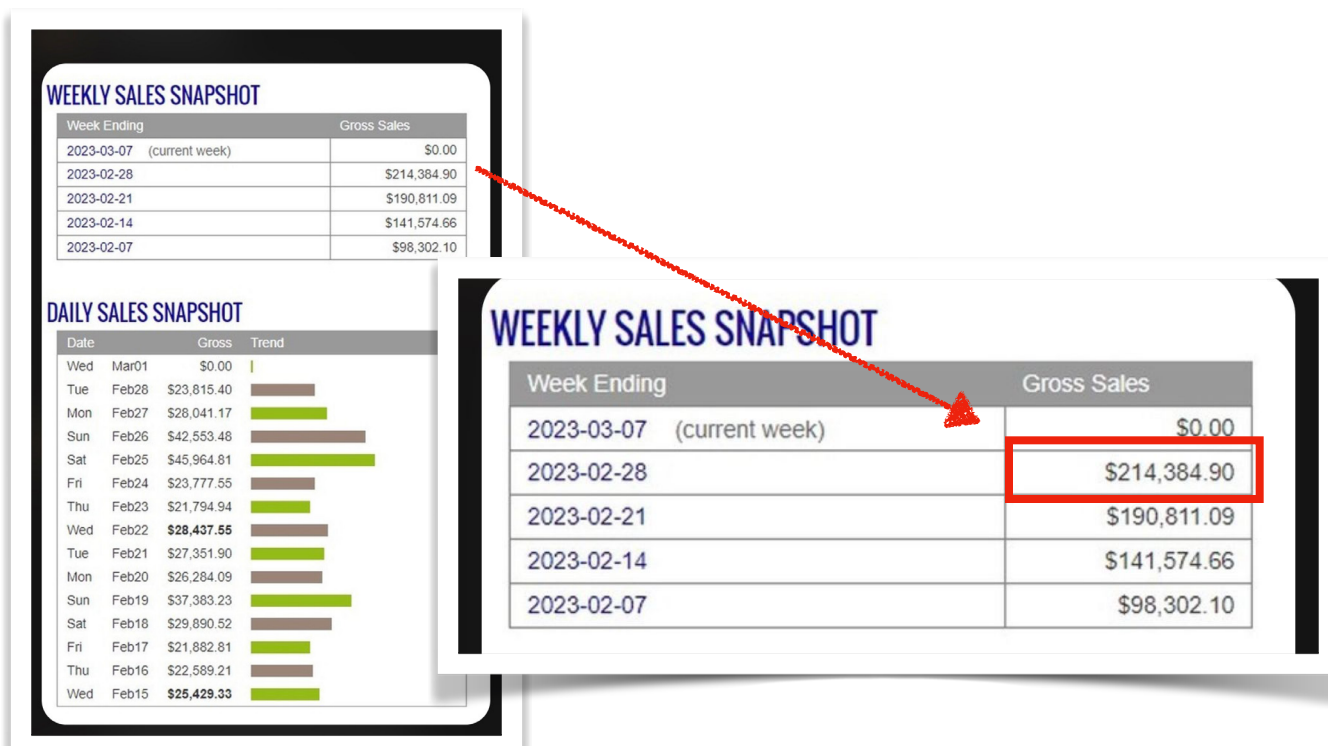 WEEKLY SALES SNAPSHOT
Week Ending Gross Sales
2023-03-07 (current week) $0.00
2023-02-28 $214,384.90
2023-02-21 $190,811.09
2023-02-14 $141,574.66
2023-02-07 $98,302.10
DAILY SALES SNAPSHOT
Date Gross Trend
Wed Mar01 $0.00
Tue Feb28 $23,815.40
Mon Feb27 $28,041.17
Sun Feb26 $42,553.48
Sat Feb25 $45,964.81
Fri Feb24 $23,777.55
Thu Feb23 $21,794.94
Wed Feb22 $28,437.55
Tue Feb21 $27,351.90
Mon Feb20 $26,284.09
Sun Feb19 $37,383.23
Sat Feb18 $29,890.52
Fri Feb17 $21,882.81
Thu Feb16 $22,589.21
Wed Feb15 $25,429.33
WEEKLY SALES SNAPSHOT
Week Ending Gross Sales
2023-03-07 (current week) $0.00
2023-02-28 $214,384.90
2023-02-21 $190,811.09
2023-02-14 $141,574.66
2023-02-07 $98,302.10